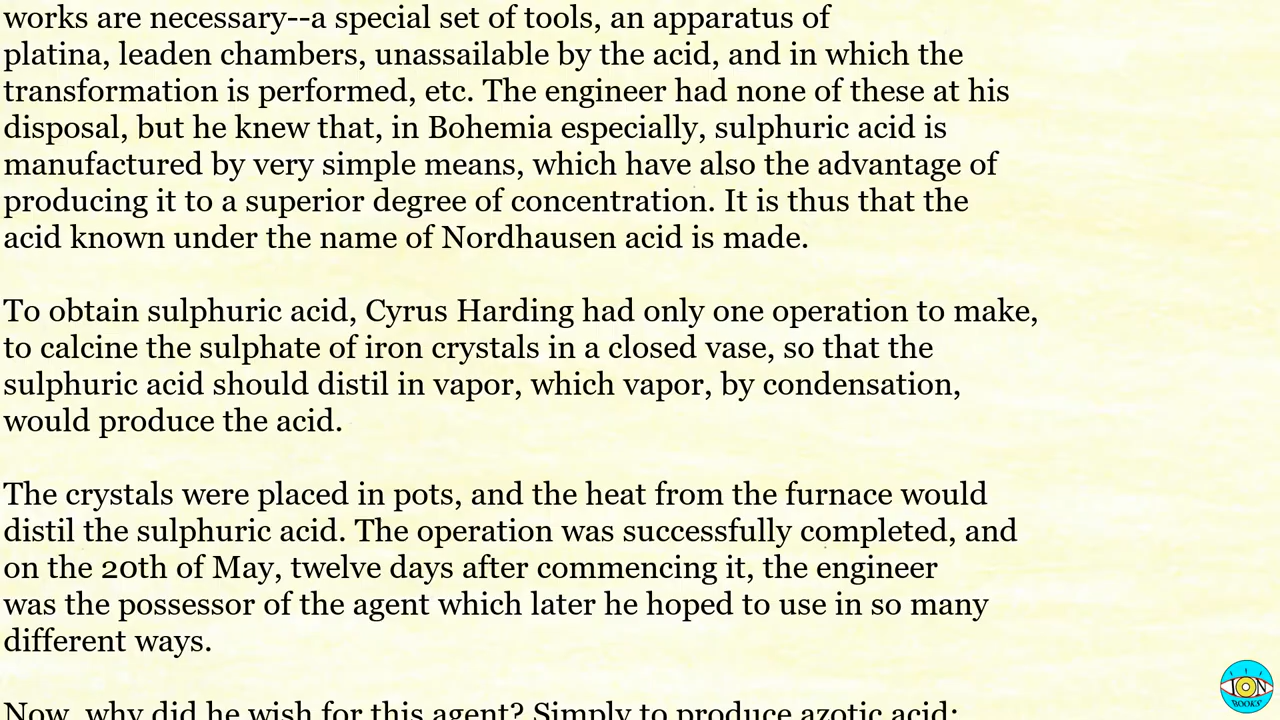 works are necessary--a special set of tools, an apparatus of
platina, leaden chambers, unassailable by the acid, and in which the
transformation is performed, etc. The engineer had none of these at his
disposal, but he knew that, in Bohemia especially, sulphuric acid is
manufactured by very simple means, which have also the advantage of
producing it to a superior degree of concentration. It is thus that the
acid known under the name of Nordhausen acid is made.
To obtain sulphuric acid, Cyrus Harding had only one operation to make,
to calcine the sulphate of iron crystals in a closed vase, so that the
sulphuric acid should distil in vapor, which vapor, by condensation,
would produce the acid.
The crystals were placed in pots, and the heat from the furnace would
distil the sulphuric acid. The operation was successfully completed, and
on the 20th of May, twelve days after commencing it, the engineer
was the possessor of the agent which later he hoped to use in so many
different ways.
Now, why did he wish for this agent? Simply to produce azotic acid;
ION
BOOKS